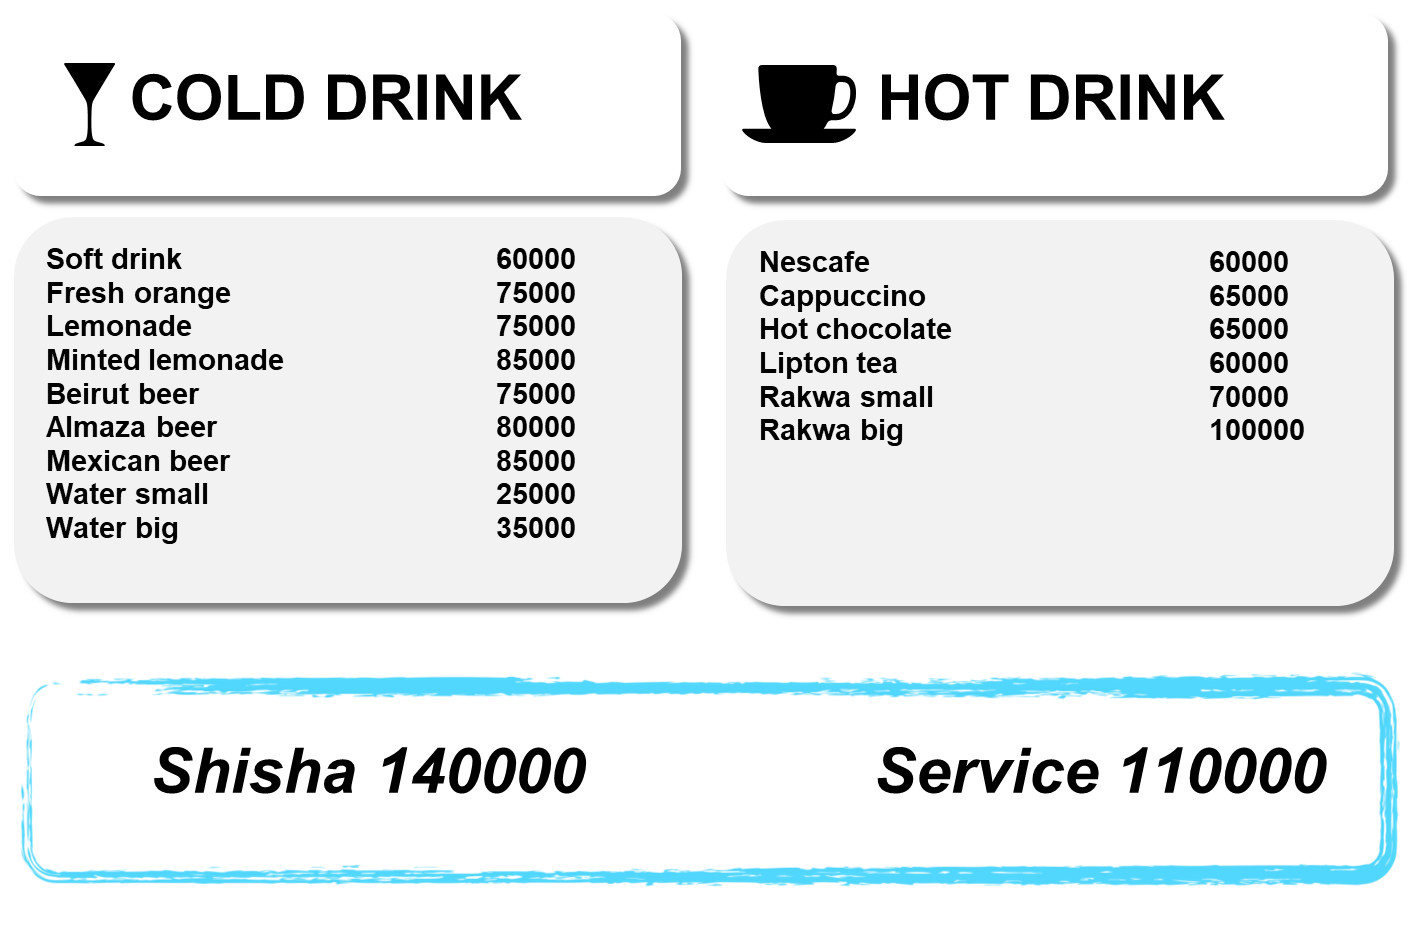 COLD DRINK
Soft drink 60000
Fresh orange 75000
Lemonade 75000
Minted lemonade 85000
Beirut beer 75000
Almaza beer 80000
Mexican beer 85000
Water small 25000
Water big 35000
HOT DRINK
Nescafe 60000
Cappuccino 65000
Hot chocolate 65000
Lipton tea 60000
Rakwa small 70000
Rakwa big 100000
Shisha 140000
Service 110000